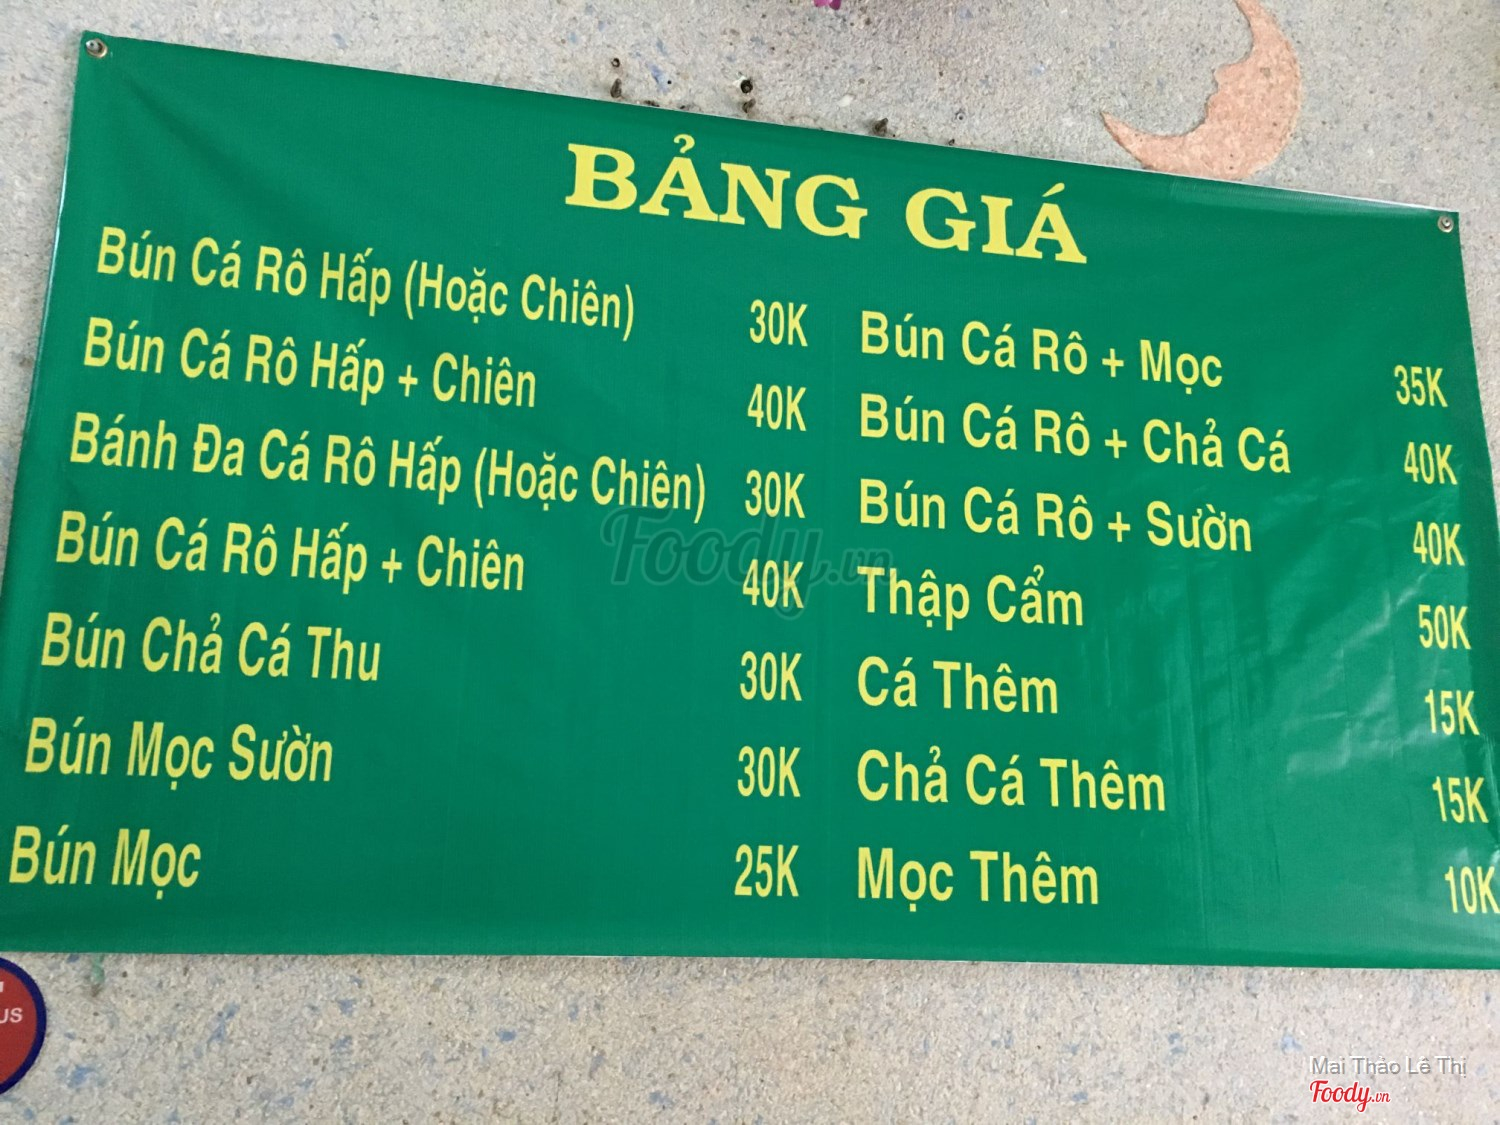 BẢNG GIÁ
Bún Cá Rô Hấp (Hoặc Chiên) 30K
Bún Cá Rô Hấp + Chiên 40K
Bánh Đa Cá Rô Hấp (Hoặc Chiên) 30K
Bún Cá Rô Hấp + Chiên 40K
Bún Chả Cá Thu 30K
Bún Mọc Sườn 30K
Bún Mọc 25K
Bún Cá Rô + Mọc 35K
Bún Cá Rô + Chả Cá 40K
Bún Cá Rô + Sườn 40K
Thập Cẩm 50K
Cá Thêm 15K
Chả Cá Thêm 15K
Mọc Thêm 10K
Foody.vn
US
Mai Thảo Lê Thị
Foody.vn